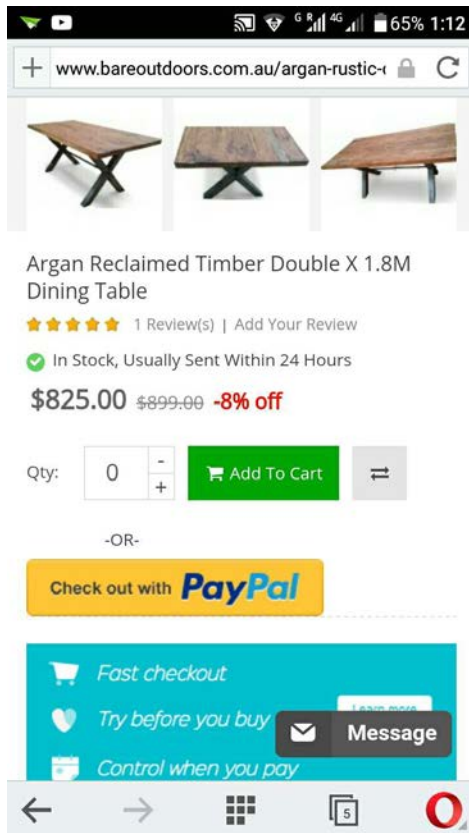 G R 4G 65% 1:12
www.bareoutdoors.com.au/argan-rustic-
Argan Reclaimed Timber Double X 1.8M
Dining Table
1 Review(s) | Add Your Review
In Stock, Usually Sent Within 24 Hours
$825.00 $899.00 -8% off
Qty: 0 - +
Add To Cart
-OR-
Check out with PayPal
Fast checkout
Learn more
Try before you buy
Message
Control when you pay
5